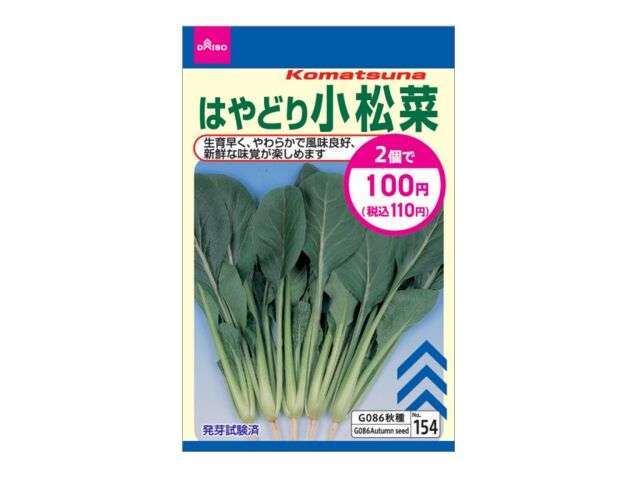 DAISO
Komatsuna
はやどり小松菜
生育早く、やわらかで風味良好、
新鮮な味覚が楽しめます
2個で
100円
(税込110円)
G086秋種
G086Autumn seed
No.
154
発芽試験済